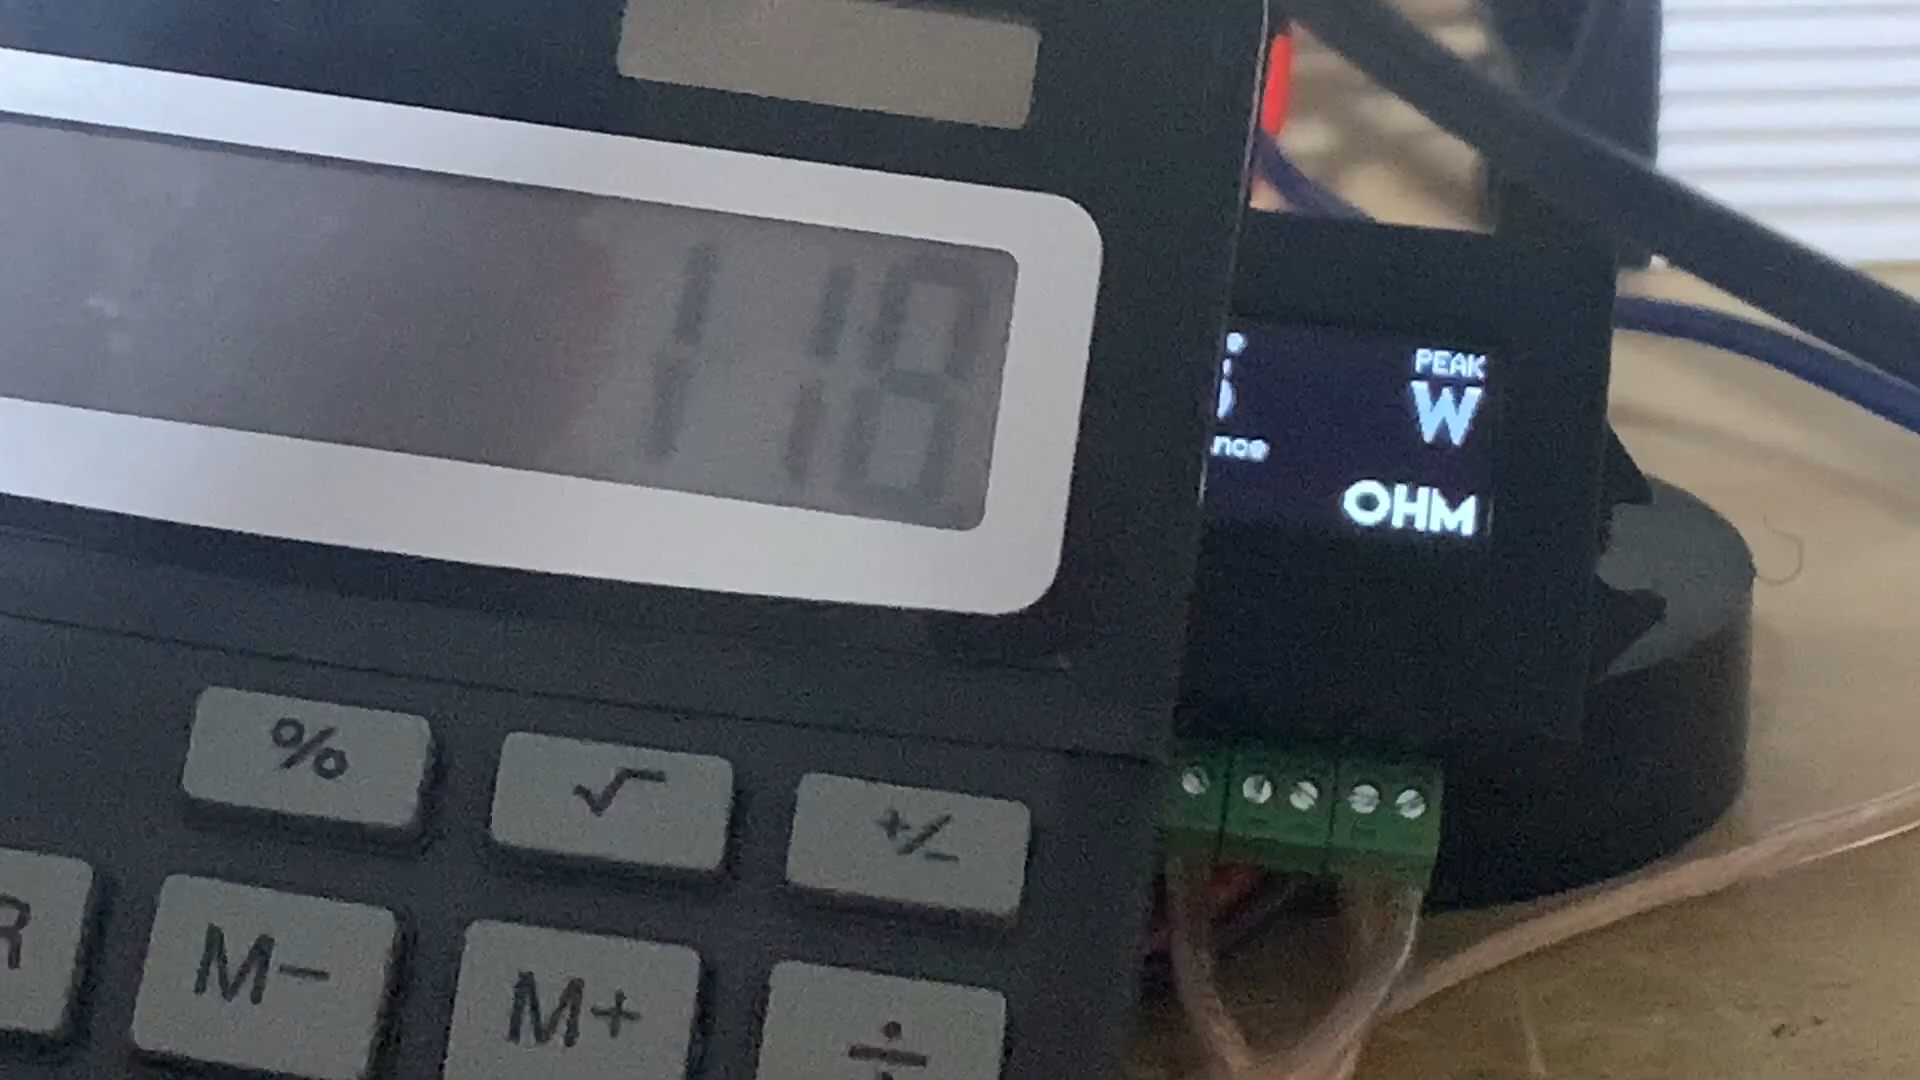 118
PEAK
W
OHM
%
√
+/-
M-
M+
÷